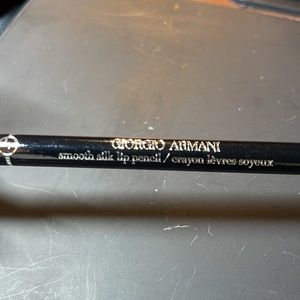 GIORGIO ARMANI
smooth silk lip pencil / crayon lèvres soyeux